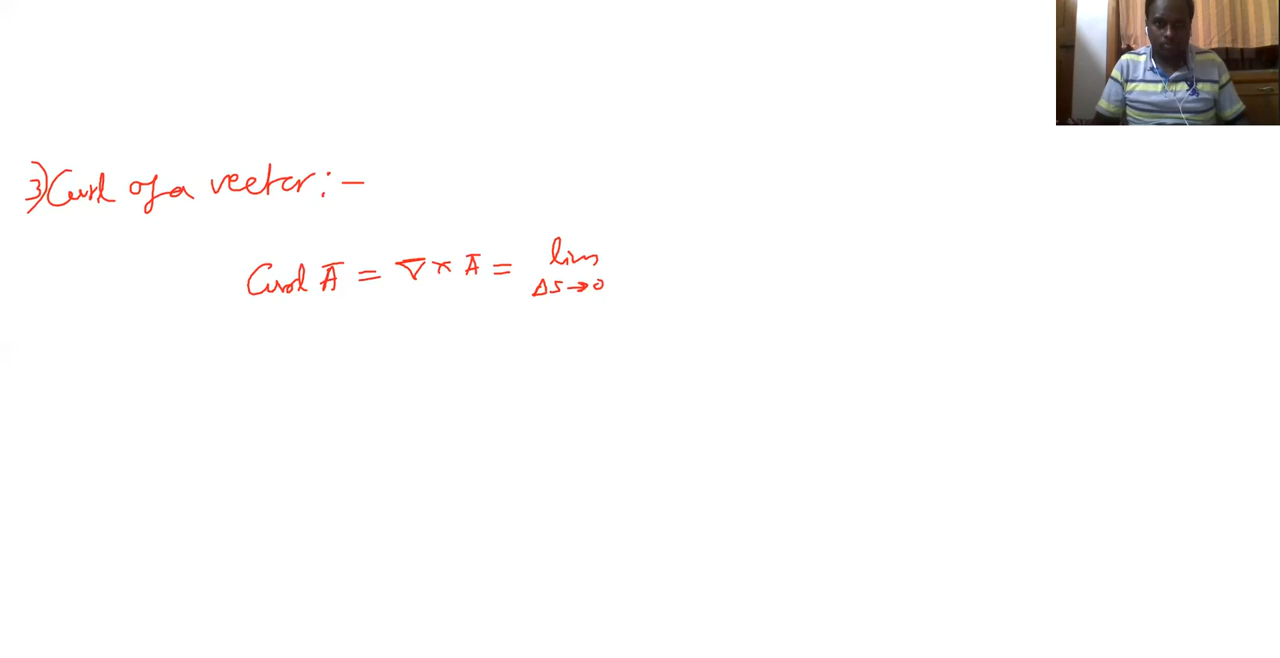 3) Curl of a vector :-
Curl Ā = ∇ × Ā = lim
ΔS→0